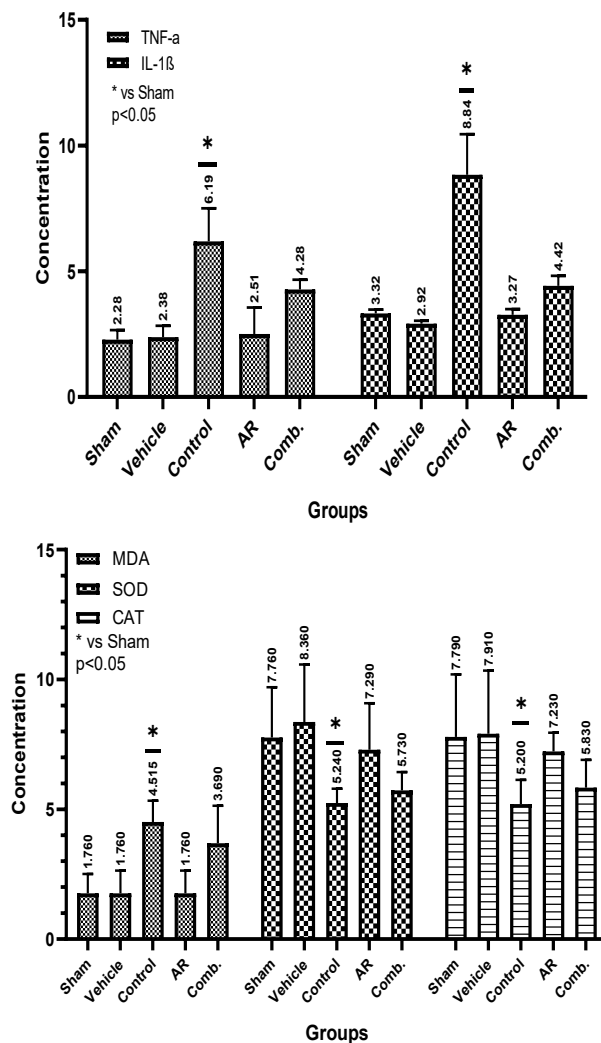 15
10
5
0
Concentration
TNF-a
IL-1ß
* vs Sham
p<0.05
*
*
2.28
2.38
6.19
2.51
4.28
3.32
2.92
8.84
3.27
4.42
Sham
Vehicle
Control
AR
Comb.
Sham
Vehicle
Control
AR
Comb.
Groups
15
10
5
0
Concentration
MDA
SOD
CAT
* vs Sham
p<0.05
*
*
*
1.760
1.760
4.515
1.760
3.690
7.760
8.360
5.240
7.290
5.730
7.790
7.910
5.200
7.230
5.830
Sham
Vehicle
Control
AR
Comb.
Sham
Vehicle
Control
AR
Comb.
Sham
Vehicle
Control
AR
Comb.
Groups